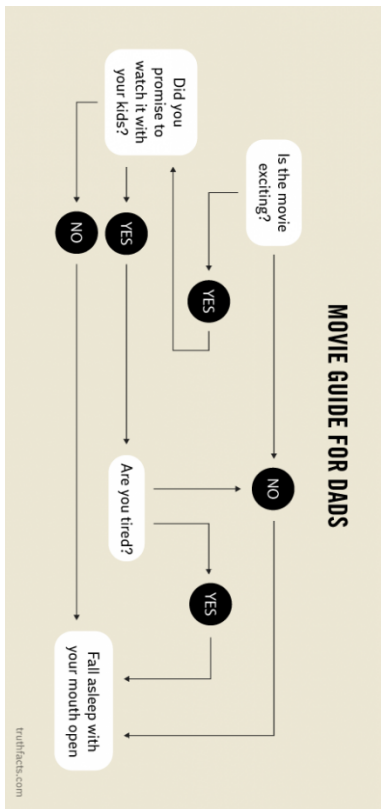 MOVIE GUIDE FOR DADS
Is the movie
exciting?
NO
YES
YES
Did you
promise to
watch it with
your kids?
YES
NO
Are you tired?
Fall asleep with
your mouth open
truthfacts.com